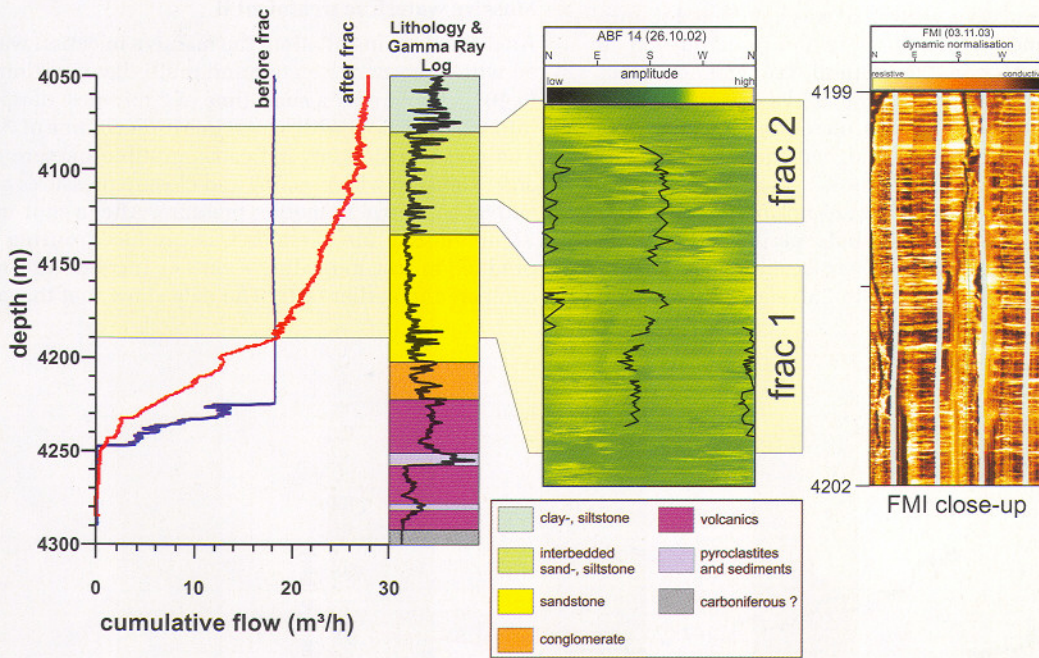 before frac
after frac
Lithology &
Gamma Ray
Log
4050
4100
4150
4200
4250
4300
depth (m)
0
10
20
30
cumulative flow (m³/h)
ABF 14 (26.10.02)
N E S W N
amplitude
low
high
frac 2
frac 1
FMI (03.11.03)
dynamic normalisation
N E S W
resistive
4199
4202
FMI close-up
clay-, siltstone
interbedded
sand-, siltstone
sandstone
conglomerate
volcanics
pyroclastites
and sediments
carboniferous ?